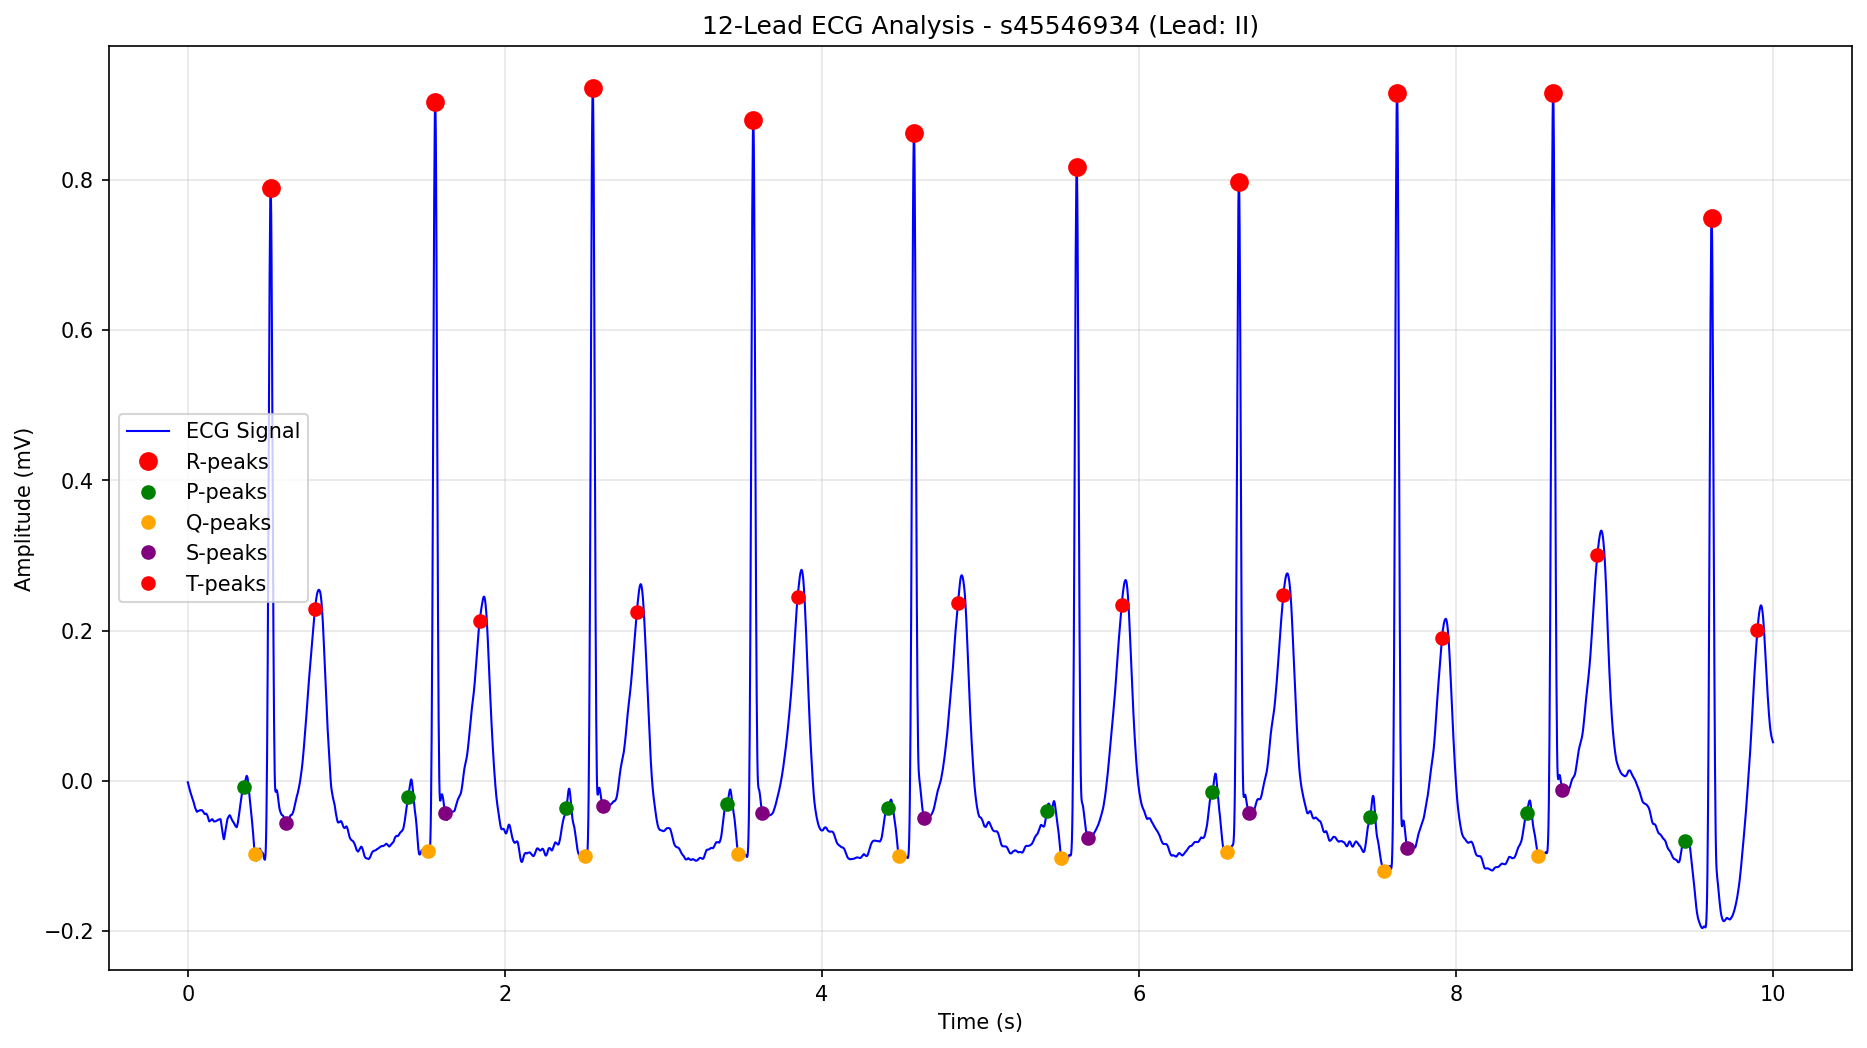 12-Lead ECG Analysis - s45546934 (Lead: II)
Amplitude (mV)
0.8
0.6
0.4
0.2
0.0
−0.2
ECG Signal
R-peaks
P-peaks
Q-peaks
S-peaks
T-peaks
0 2 4 6 8 10
Time (s)